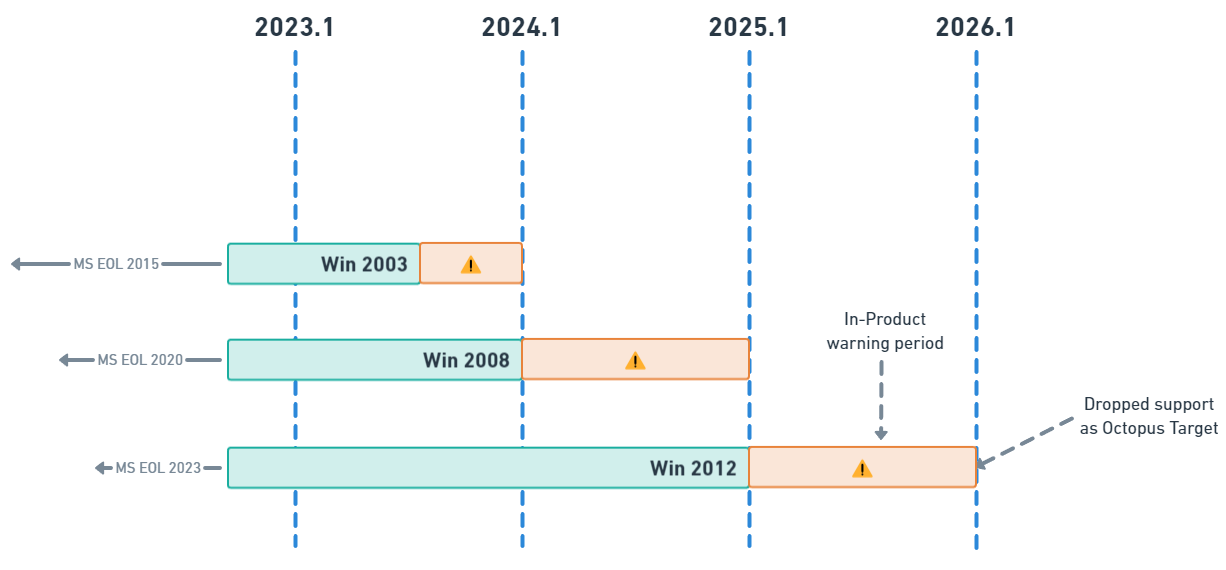 2023.1
2024.1
2025.1
2026.1
MS EOL 2015
Win 2003
MS EOL 2020
Win 2008
In-Product
warning period
Dropped support
as Octopus Target
MS EOL 2023
Win 2012